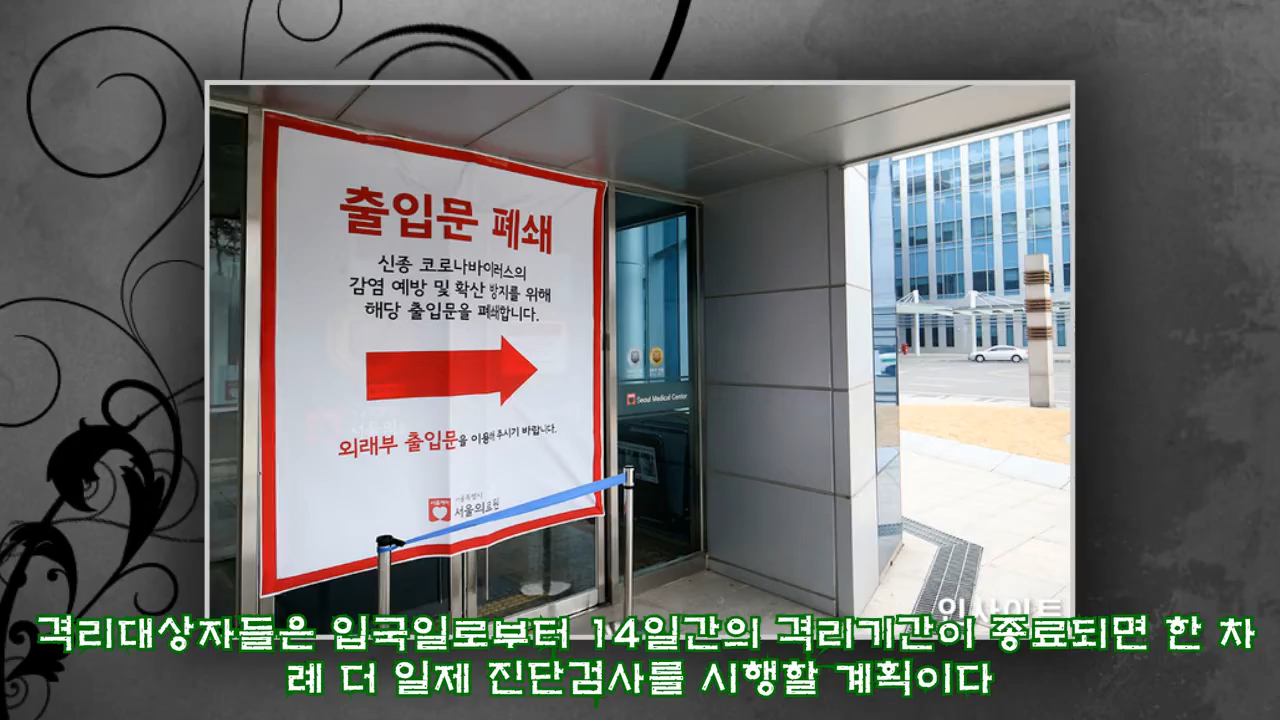 출입문 폐쇄
신종 코로나바이러스의
감염 예방 및 확산 방지를 위해
해당 출입문을 폐쇄합니다.
외래부 출입문을 이용해 주시기 바랍니다.
서울특별시
서울의료원
Seoul Medical Center
인사이트
격리대상자들은 입국일로부터 14일간의 격리기간이 종료되면 한 차
례 더 일제 진단검사를 시행할 계획이다